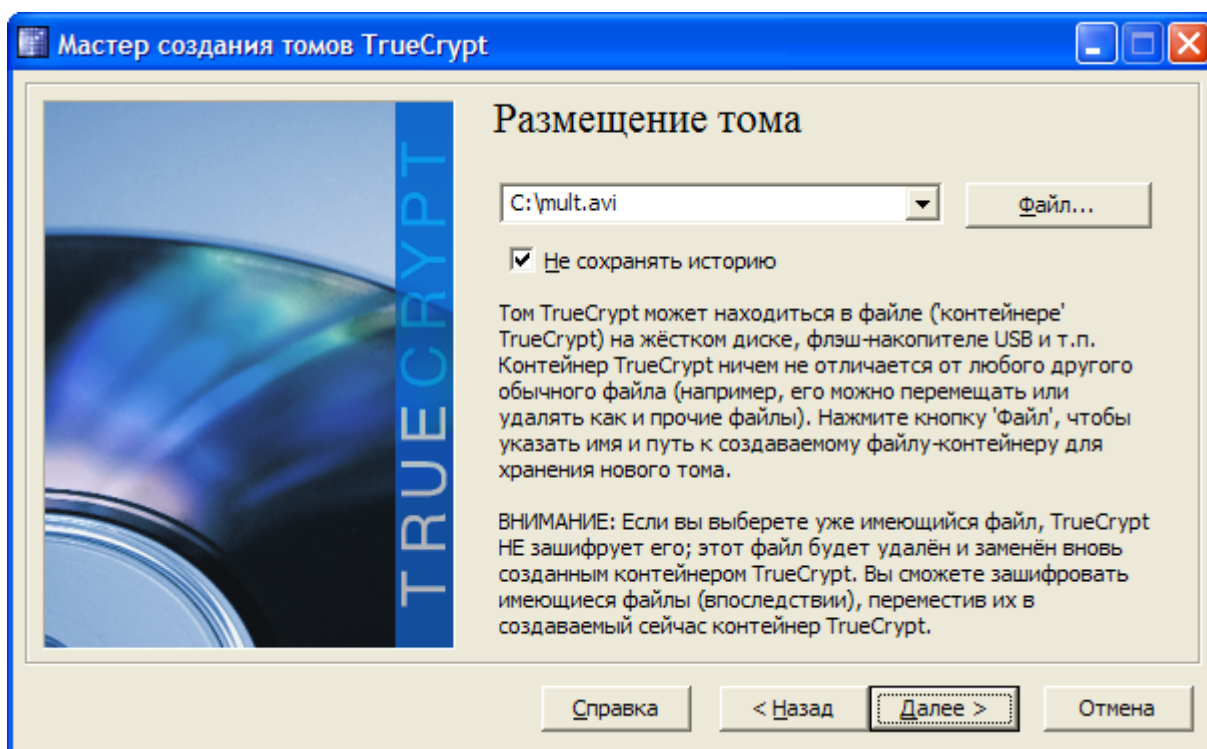 Мастер создания томов TrueCrypt
TRUECRYPT
Размещение тома
C:\mult.avi
Файл...
Не сохранять историю
Том TrueCrypt может находиться в файле ('контейнере'
TrueCrypt) на жёстком диске, флэш-накопителе USB и т.п.
Контейнер TrueCrypt ничем не отличается от любого другого
обычного файла (например, его можно перемещать или
удалять как и прочие файлы). Нажмите кнопку 'Файл', чтобы
указать имя и путь к создаваемому файлу-контейнеру для
хранения нового тома.
ВНИМАНИЕ: Если вы выберете уже имеющийся файл, TrueCrypt
НЕ зашифрует его; этот файл будет удалён и заменён вновь
созданным контейнером TrueCrypt. Вы сможете зашифровать
имеющиеся файлы (впоследствии), переместив их в
создаваемый сейчас контейнер TrueCrypt.
Справка
< Назад
Далее >
Отмена